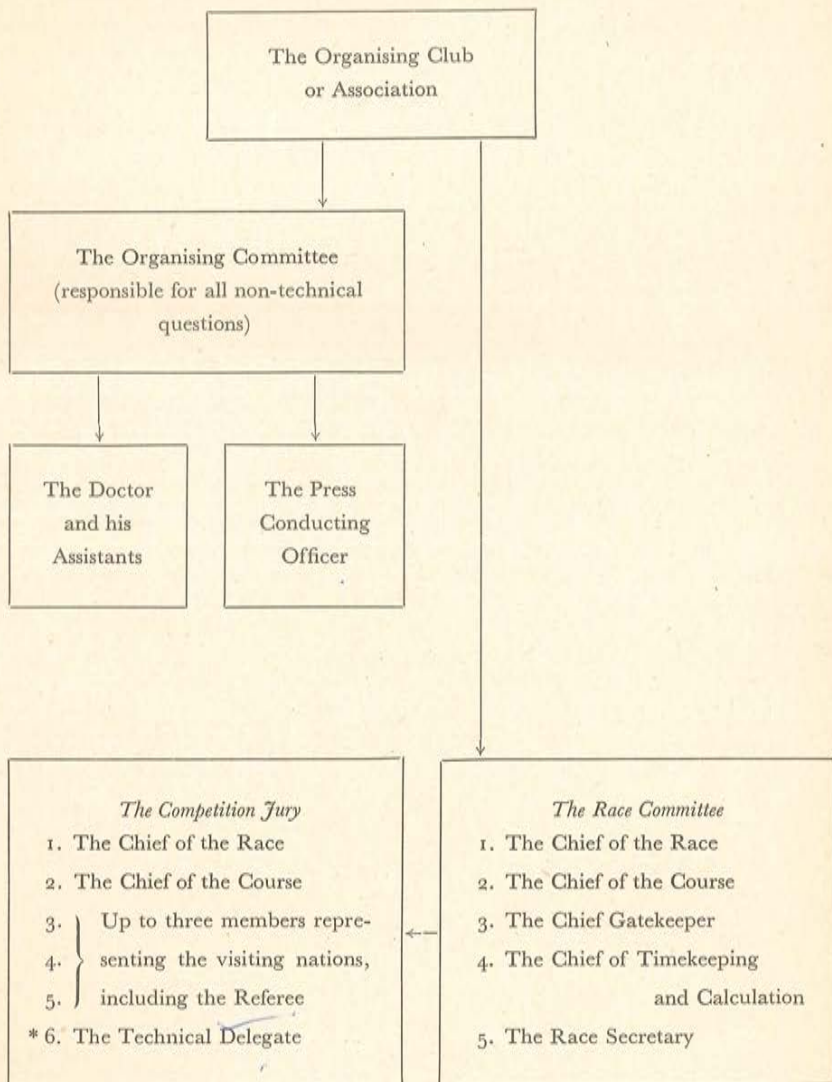 The Organising Club
or Association
The Organising Committee
(responsible for all non-technical
questions)
The Doctor
and his
Assistants
The Press
Conducting
Officer
The Competition Jury
1. The Chief of the Race
2. The Chief of the Course
3. Up to three members repre-
4. senting the visiting nations,
5. including the Referee
* 6. The Technical Delegate
The Race Committee
1. The Chief of the Race
2. The Chief of the Course
3. The Chief Gatekeeper
4. The Chief of Timekeeping
and Calculation
5. The Race Secretary